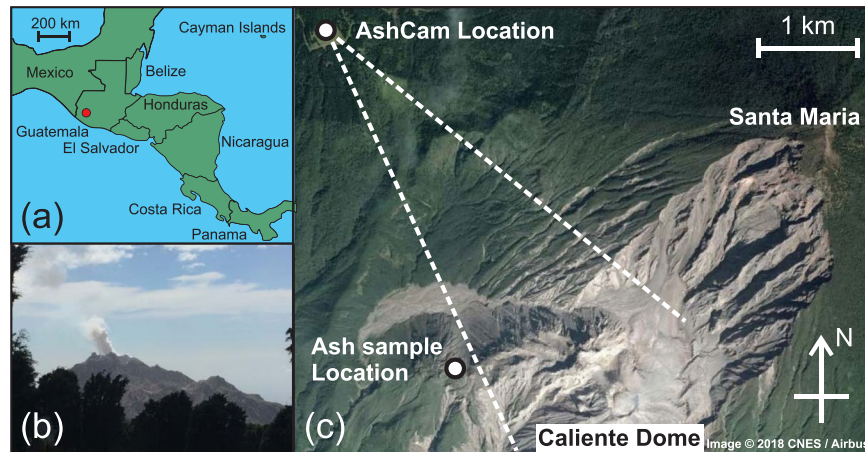 200 km
Cayman Islands
Mexico
Belize
Honduras
Guatemala
El Salvador
Nicaragua
Costa Rica
Panama
(a)
(b)
AshCam Location
1 km
Santa Maria
Ash sample
Location
N
(c)
Caliente Dome
Image © 2018 CNES / Airbus